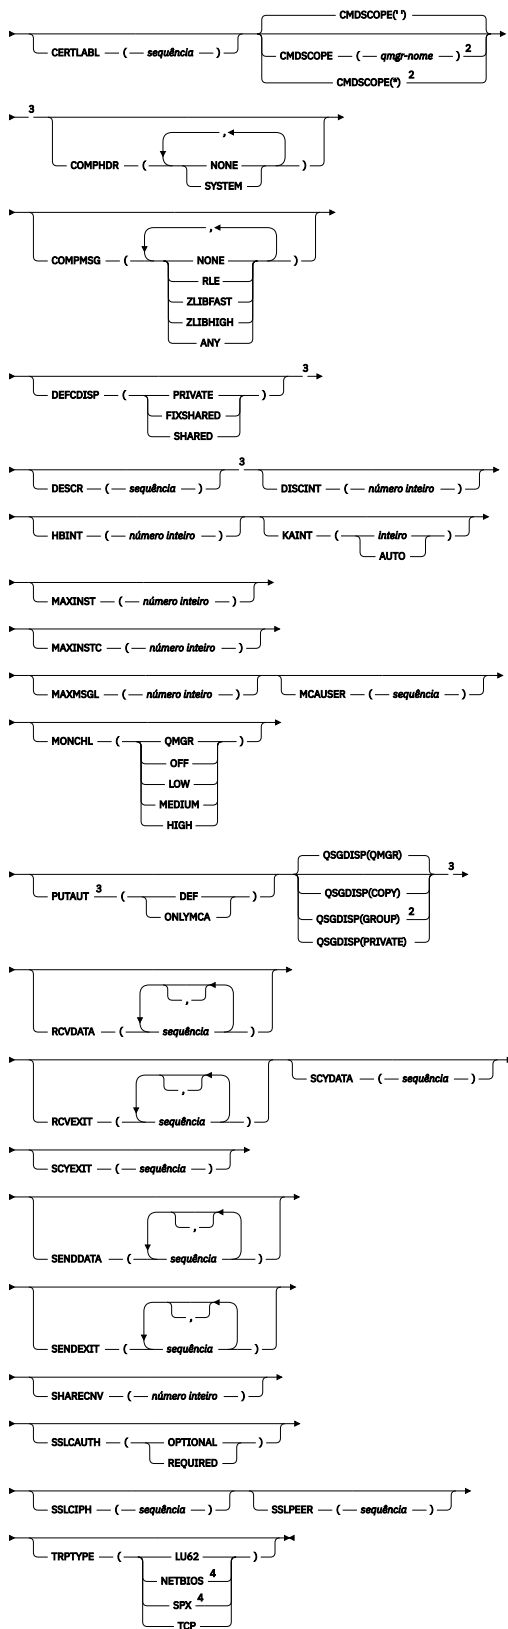 CMDSCOPE(' ')
CERTLABL ( sequência ) CMDSCOPE ( qmgr-nome ) 2
CMDSCOPE(*) 2
3
,
COMPHDR ( NONE )
SYSTEM
,
COMPMSG ( NONE )
RLE
ZLIBFAST
ZLIBHIGH
ANY
3
DEFCDISP ( PRIVATE )
FIXSHARED
SHARED
3
DESCR ( sequência ) DISCINT ( número inteiro )
HBINT ( número inteiro ) KAINT ( inteiro )
AUTO
MAXINST ( número inteiro )
MAXINSTC ( número inteiro )
MAXMSGL ( número inteiro ) MCAUSER ( sequência )
MONCHL ( QMGR )
OFF
LOW
MEDIUM
HIGH
QSGDISP(QMGR)
3
PUTAUT 3 ( DEF ) QSGDISP(COPY)
ONLYMCA QSGDISP(GROUP) 2
QSGDISP(PRIVATE)
,
RCVDATA ( sequência )
,
RCVEXIT ( sequência ) SCYDATA ( sequência )
SCYEXIT ( sequência )
,
SENDDATA ( sequência )
,
SENDEXIT ( sequência )
SHARECNV ( número inteiro )
SSLCAUTH ( OPTIONAL )
REQUIRED
SSLCIPH ( sequência ) SSLPEER ( sequência )
TRPTYPE ( LU62 )
NETBIOS 4
SPX 4
TCP